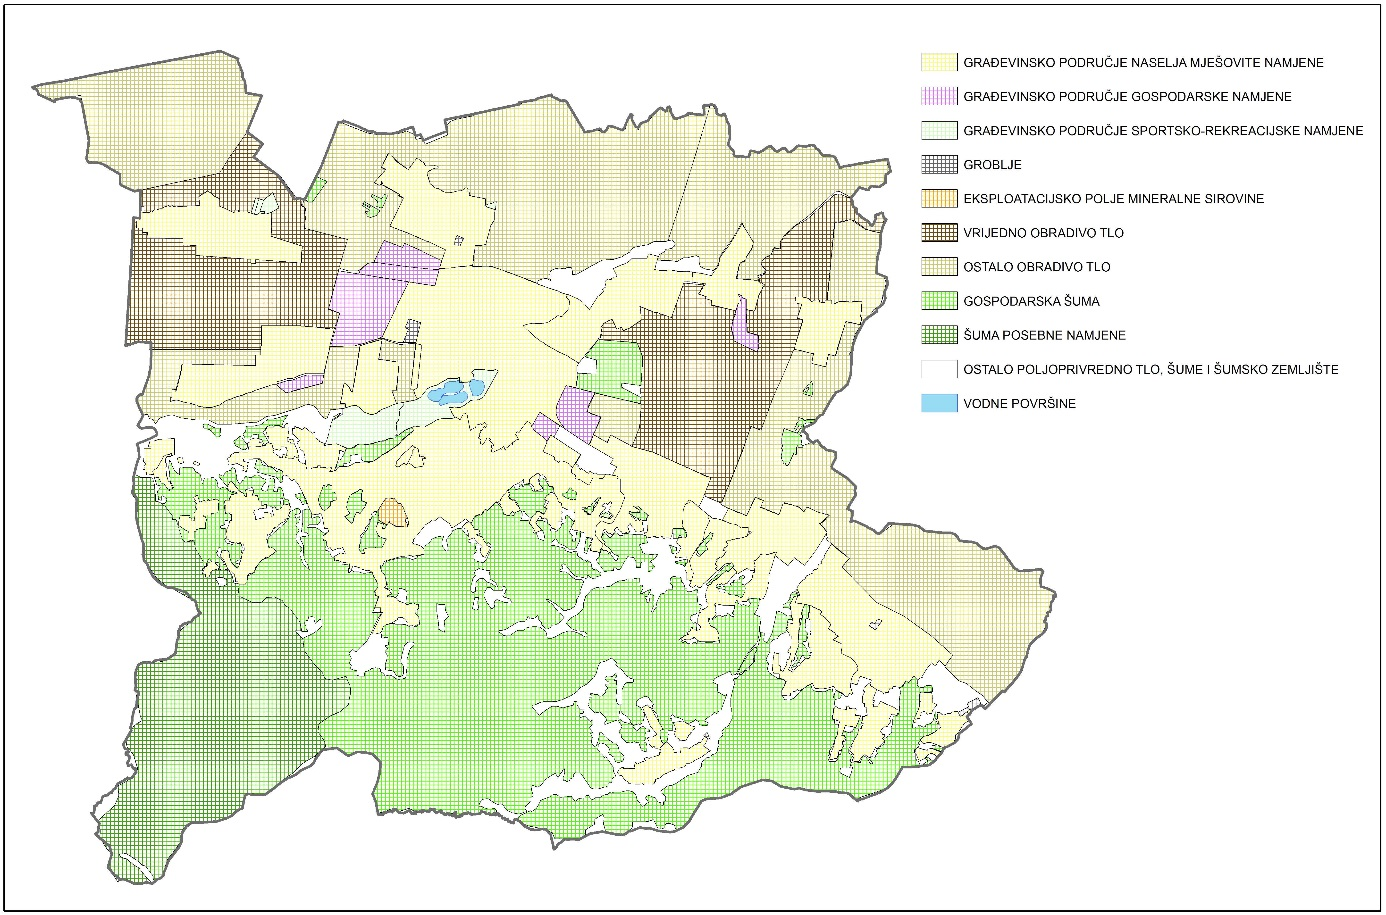 GRAĐEVINSKO PODRUČJE NASELJA MJEŠOVITE NAMJENE
GRAĐEVINSKO PODRUČJE GOSPODARSKE NAMJENE
GRAĐEVINSKO PODRUČJE SPORTSKO-REKREACIJSKE NAMJENE
GROBLJE
EKSPLOATACIJSKO POLJE MINERALNE SIROVINE
VRIJEDNO OBRADIVO TLO
OSTALO OBRADIVO TLO
GOSPODARSKA ŠUMA
ŠUMA POSEBNE NAMJENE
OSTALO POLJOPRIVREDNO TLO, ŠUME I ŠUMSKO ZEMLJIŠTE
VODNE POVRŠINE